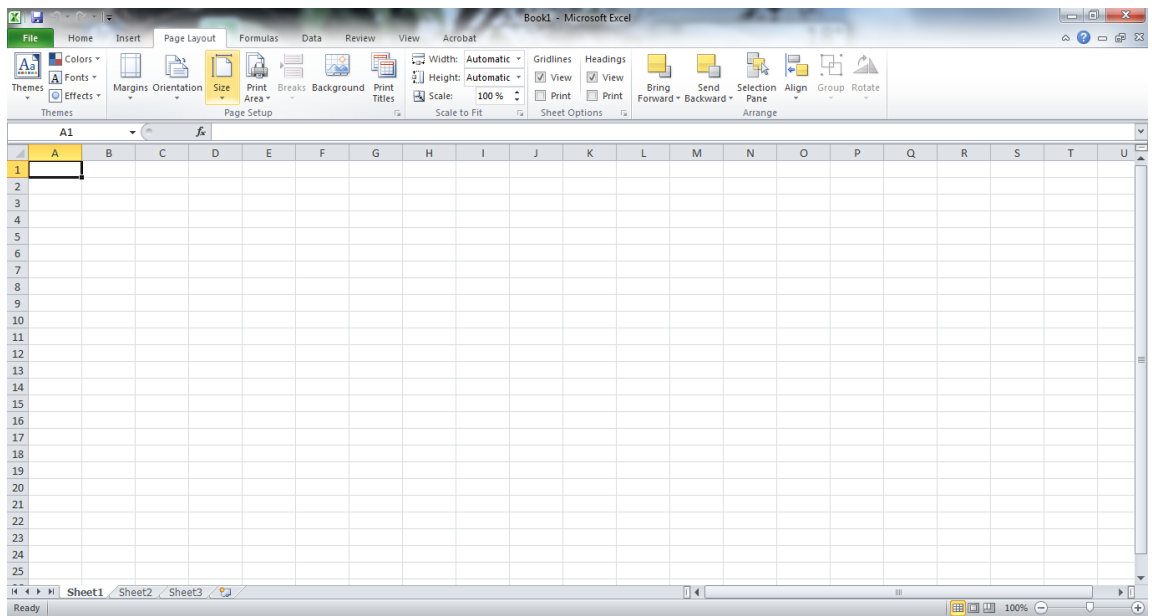 Book1 - Microsoft Excel
File Home Insert Page Layout Formulas Data Review View Acrobat
Colors Width: Automatic Gridlines Headings
Aa A Fonts Height: Automatic View View
Themes Effects Margins Orientation Size Print Area Breaks Background Print Titles Scale: 100 % Print Print Bring Forward Send Backward Selection Pane Align Group Rotate
Themes Page Setup Scale to Fit Sheet Options Arrange
A1 fx
A B C D E F G H I J K L M N O P Q R S T U
1
2
3
4
5
6
7
8
9
10
11
12
13
14
15
16
17
18
19
20
21
22
23
24
25
Sheet1 Sheet2 Sheet3
Ready 100%